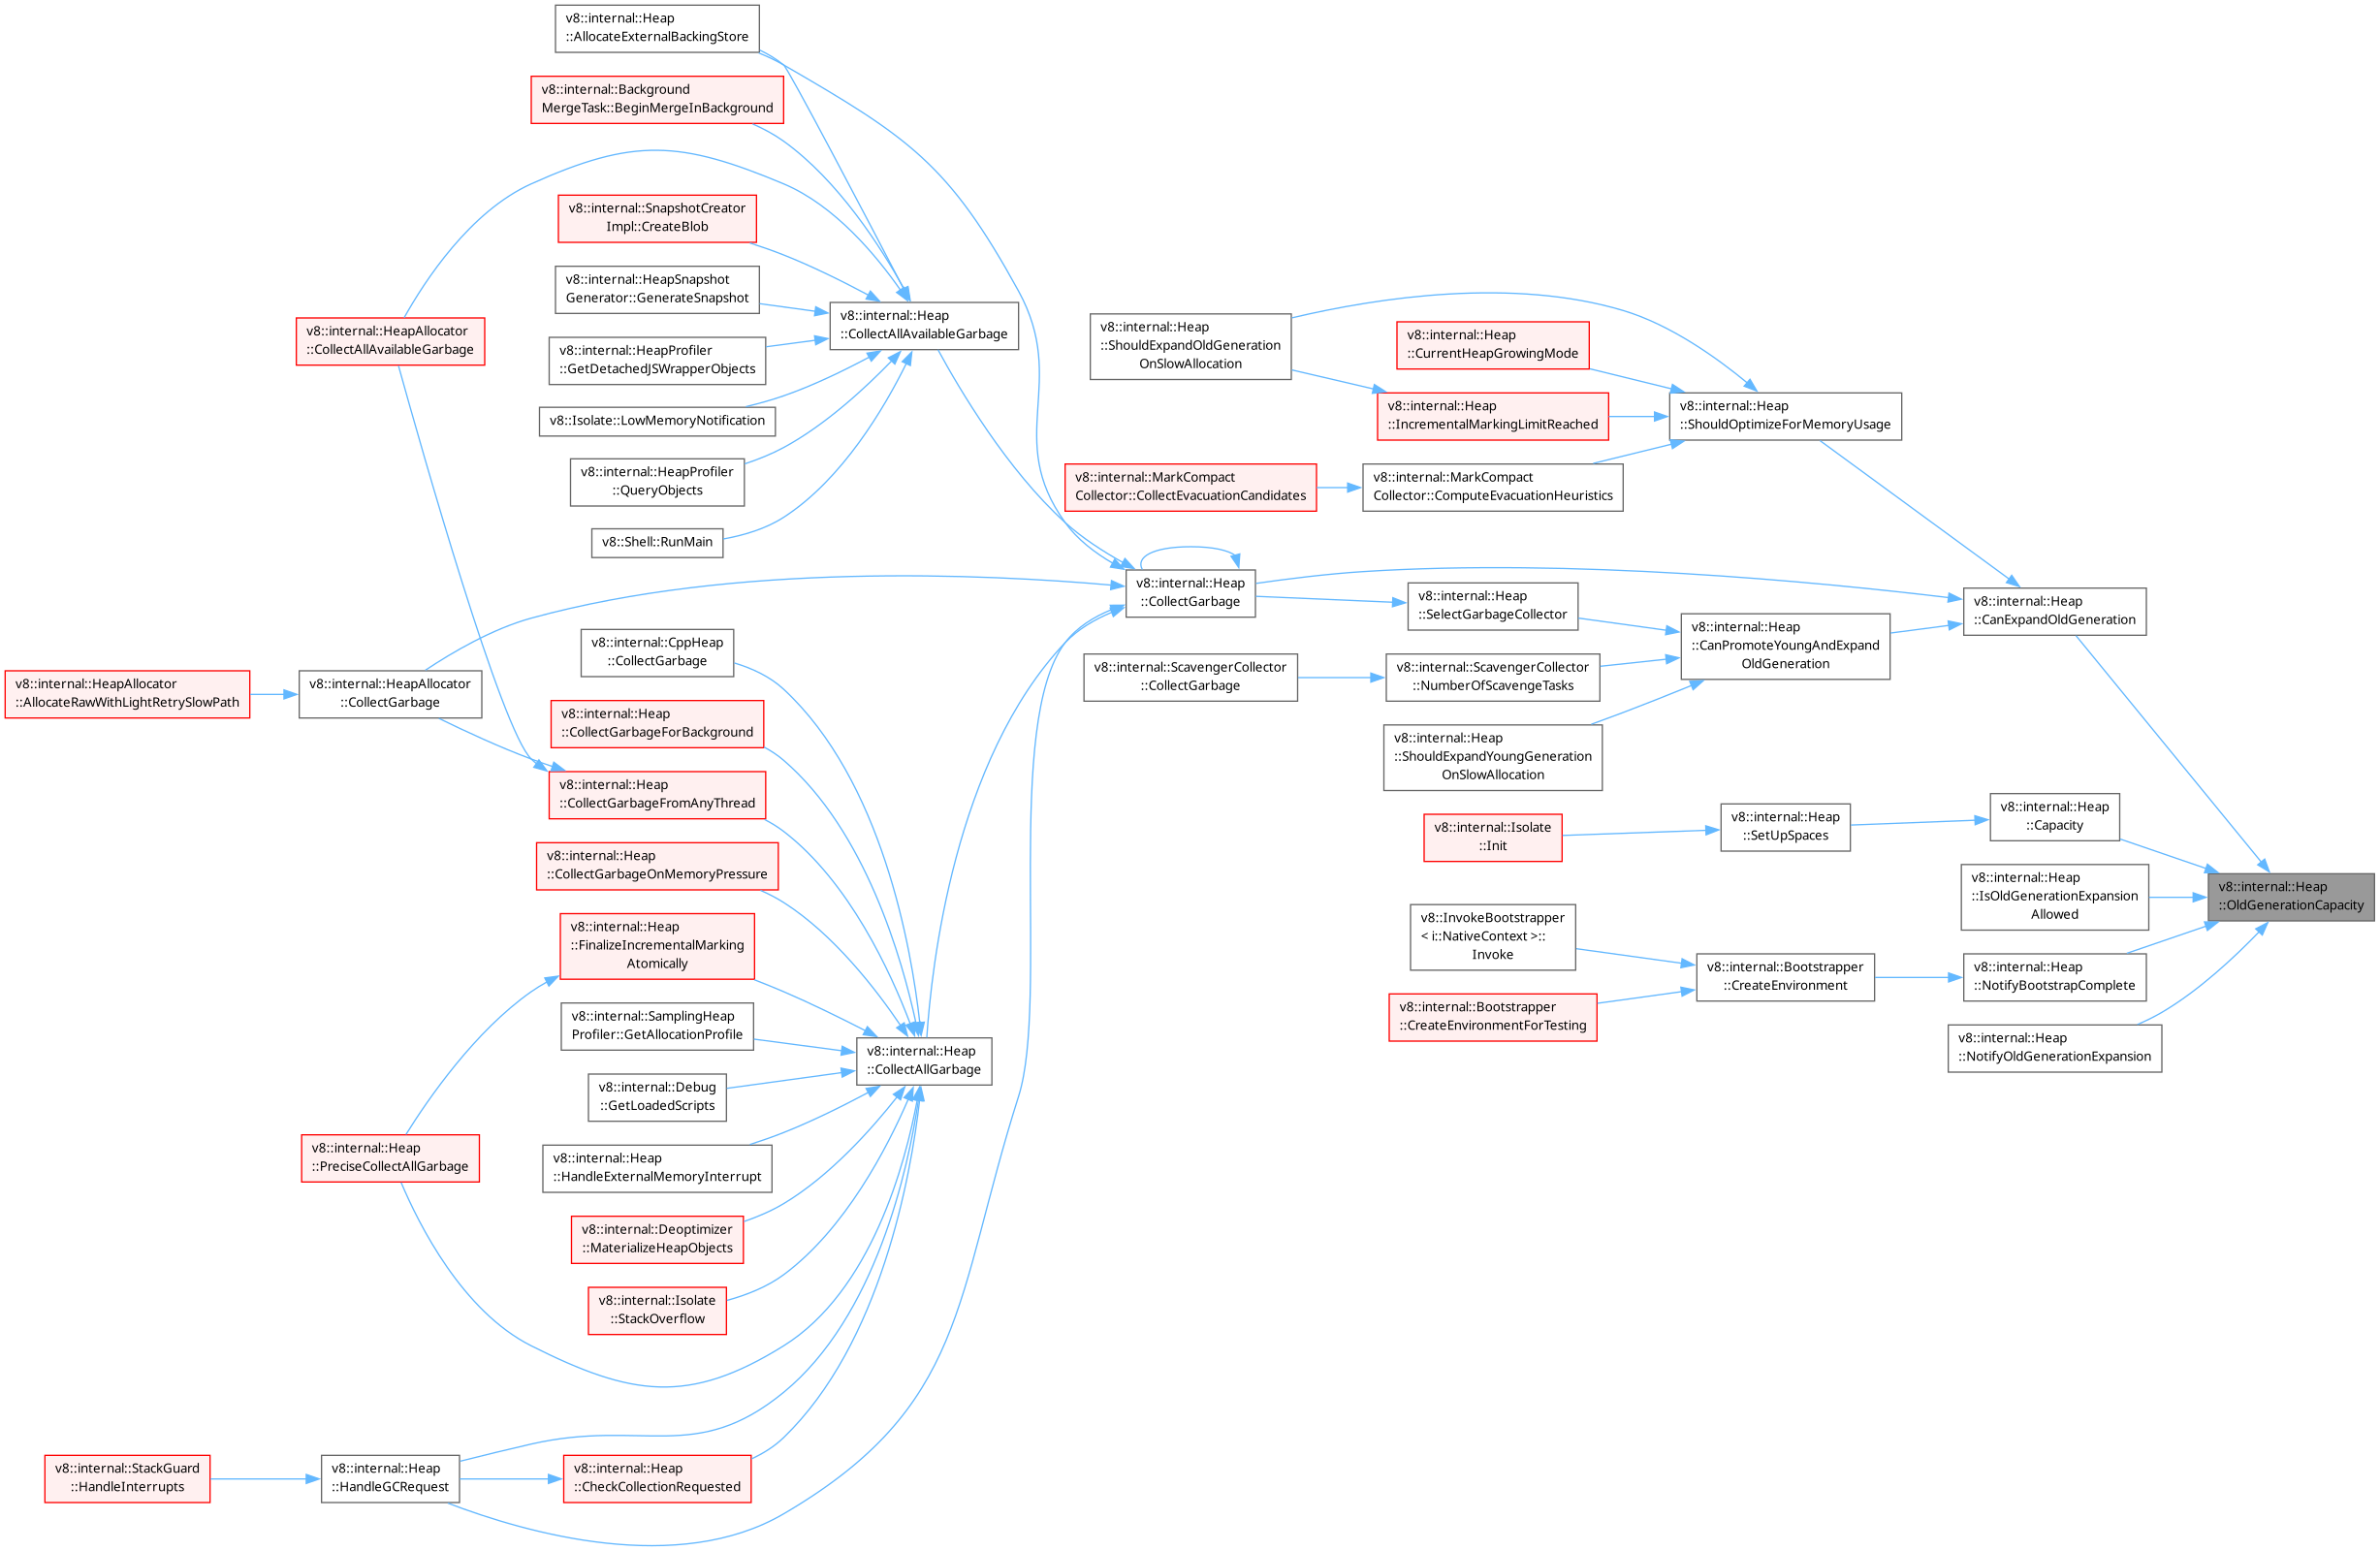 v8::internal::Heap
::AllocateExternalBackingStore
v8::internal::Background
MergeTask::BeginMergeInBackground
v8::internal::SnapshotCreator
Impl::CreateBlob
v8::internal::HeapSnapshot
Generator::GenerateSnapshot
v8::internal::HeapAllocator
::CollectAllAvailableGarbage
v8::internal::HeapProfiler
::GetDetachedJSWrapperObjects
v8::Isolate::LowMemoryNotification
v8::internal::HeapProfiler
::QueryObjects
v8::Shell::RunMain
v8::internal::Heap
::CollectAllAvailableGarbage
v8::internal::Heap
::ShouldExpandOldGeneration
OnSlowAllocation
v8::internal::Heap
::CurrentHeapGrowingMode
v8::internal::Heap
::IncrementalMarkingLimitReached
v8::internal::Heap
::ShouldOptimizeForMemoryUsage
v8::internal::MarkCompact
Collector::CollectEvacuationCandidates
v8::internal::MarkCompact
Collector::ComputeEvacuationHeuristics
v8::internal::Heap
::CollectGarbage
v8::internal::Heap
::SelectGarbageCollector
v8::internal::Heap
::CanPromoteYoungAndExpand
OldGeneration
v8::internal::Heap
::CanExpandOldGeneration
v8::internal::ScavengerCollector
::CollectGarbage
v8::internal::ScavengerCollector
::NumberOfScavengeTasks
v8::internal::Heap
::ShouldExpandYoungGeneration
OnSlowAllocation
v8::internal::CppHeap
::CollectGarbage
v8::internal::HeapAllocator
::AllocateRawWithLightRetrySlowPath
v8::internal::HeapAllocator
::CollectGarbage
v8::internal::Heap
::CollectGarbageForBackground
v8::internal::Heap
::CollectGarbageFromAnyThread
v8::internal::Heap
::CollectGarbageOnMemoryPressure
v8::internal::Isolate
::Init
v8::internal::Heap
::SetUpSpaces
v8::internal::Heap
::Capacity
v8::internal::Heap
::IsOldGenerationExpansion
Allowed
v8::internal::Heap
::OldGenerationCapacity
v8::InvokeBootstrapper
< i::NativeContext >::
Invoke
v8::internal::Bootstrapper
::CreateEnvironment
v8::internal::Heap
::NotifyBootstrapComplete
v8::internal::Bootstrapper
::CreateEnvironmentForTesting
v8::internal::Heap
::NotifyOldGenerationExpansion
v8::internal::Heap
::FinalizeIncrementalMarking
Atomically
v8::internal::SamplingHeap
Profiler::GetAllocationProfile
v8::internal::Heap
::CollectAllGarbage
v8::internal::Debug
::GetLoadedScripts
v8::internal::Heap
::PreciseCollectAllGarbage
v8::internal::Heap
::HandleExternalMemoryInterrupt
v8::internal::Deoptimizer
::MaterializeHeapObjects
v8::internal::Isolate
::StackOverflow
v8::internal::StackGuard
::HandleInterrupts
v8::internal::Heap
::HandleGCRequest
v8::internal::Heap
::CheckCollectionRequested